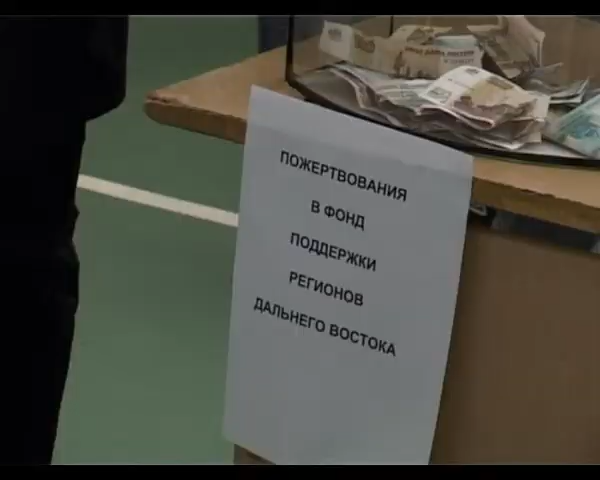 ПОЖЕРТВОВАНИЯ
В ФОНД
ПОДДЕРЖКИ
РЕГИОНОВ
ДАЛЬНЕГО ВОСТОКА